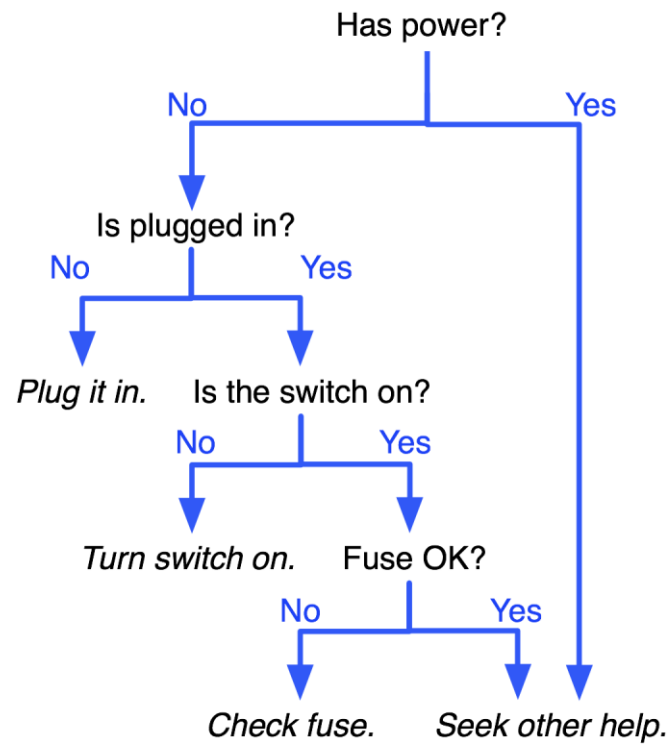 Has power?
No Yes
Is plugged in?
No Yes
Plug it in. Is the switch on?
No Yes
Turn switch on. Fuse OK?
No Yes
Check fuse. Seek other help.